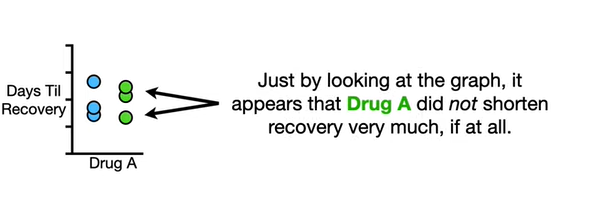 Days Til
Recovery
Drug A
Just by looking at the graph, it
appears that Drug A did not shorten
recovery very much, if at all.